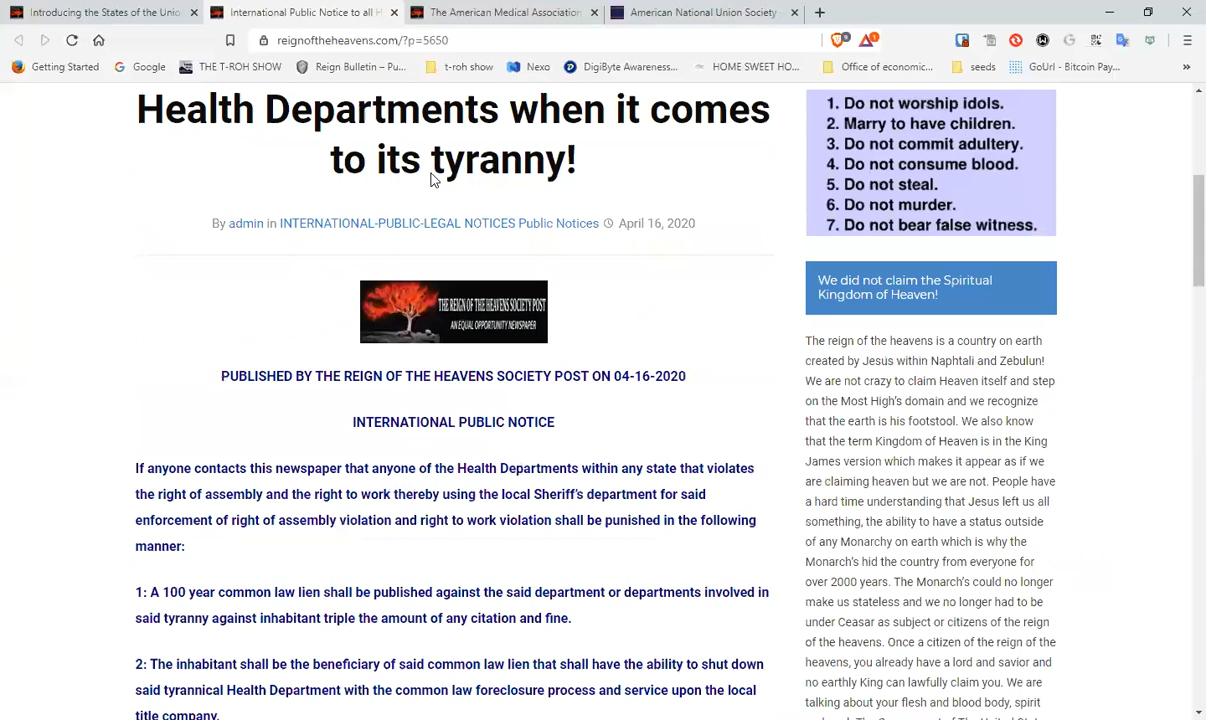 Introducing the States of the Unio
International Public Notice to all H
The American Medical Association
American National Union Society -
reignoftheheavens.com/?p=5650
Getting Started
Google
THE T-ROH SHOW
Reign Bulletin – Pu...
t-roh show
Nexo
DigiByte Awareness...
HOME SWEET HO...
Office of economic...
seeds
GoUrl - Bitcoin Pay...
Health Departments when it comes
to its tyranny!
By admin in INTERNATIONAL-PUBLIC-LEGAL NOTICES Public Notices April 16, 2020
THE REIGN OF THE HEAVENS SOCIETY POST
AN EQUAL OPPORTUNITY NEWSPAPER
PUBLISHED BY THE REIGN OF THE HEAVENS SOCIETY POST ON 04-16-2020
INTERNATIONAL PUBLIC NOTICE
If anyone contacts this newspaper that anyone of the Health Departments within any state that violates
the right of assembly and the right to work thereby using the local Sheriff's department for said
enforcement of right of assembly violation and right to work violation shall be punished in the following
manner:
1: A 100 year common law lien shall be published against the said department or departments involved in
said tyranny against inhabitant triple the amount of any citation and fine.
2: The inhabitant shall be the beneficiary of said common law lien that shall have the ability to shut down
said tyrannical Health Department with the common law foreclosure process and service upon the local
title company.
1. Do not worship idols.
2. Marry to have children.
3. Do not commit adultery.
4. Do not consume blood.
5. Do not steal.
6. Do not murder.
7. Do not bear false witness.
We did not claim the Spiritual
Kingdom of Heaven!
The reign of the heavens is a country on earth
created by Jesus within Naphtali and Zebulun!
We are not crazy to claim Heaven itself and step
on the Most High's domain and we recognize
that the earth is his footstool. We also know
that the term Kingdom of Heaven is in the King
James version which makes it appear as if we
are claiming heaven but we are not. People have
a hard time understanding that Jesus left us all
something, the ability to have a status outside
of any Monarchy on earth which is why the
Monarch's hid the country from everyone for
over 2000 years. The Monarch's could no longer
make us stateless and we no longer had to be
under Ceasar as subject or citizens of the reign
of the heavens. Once a citizen of the reign of the
heavens, you already have a lord and savior and
no earthly King can lawfully claim you. We are
talking about your flesh and blood body, spirit